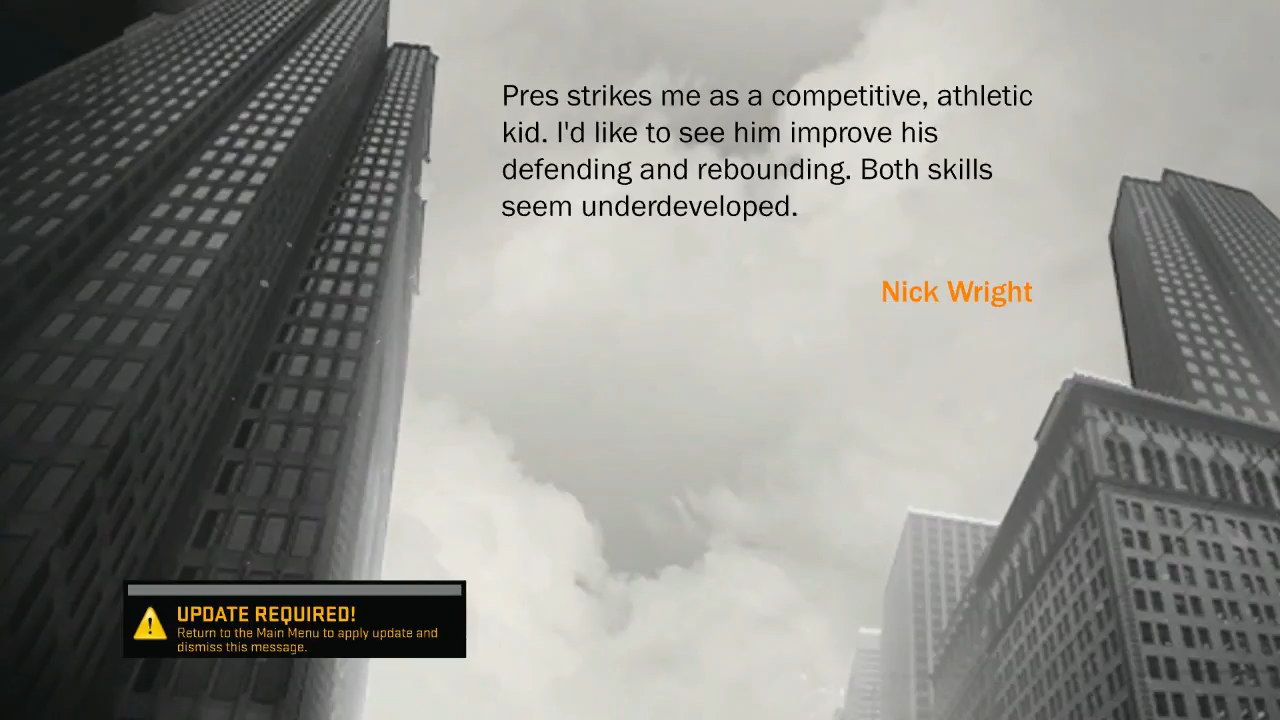 Pres strikes me as a competitive, athletic
kid. I'd like to see him improve his
defending and rebounding. Both skills
seem underdeveloped.
Nick Wright
UPDATE REQUIRED!
Return to the Main Menu to apply update and
dismiss this message.